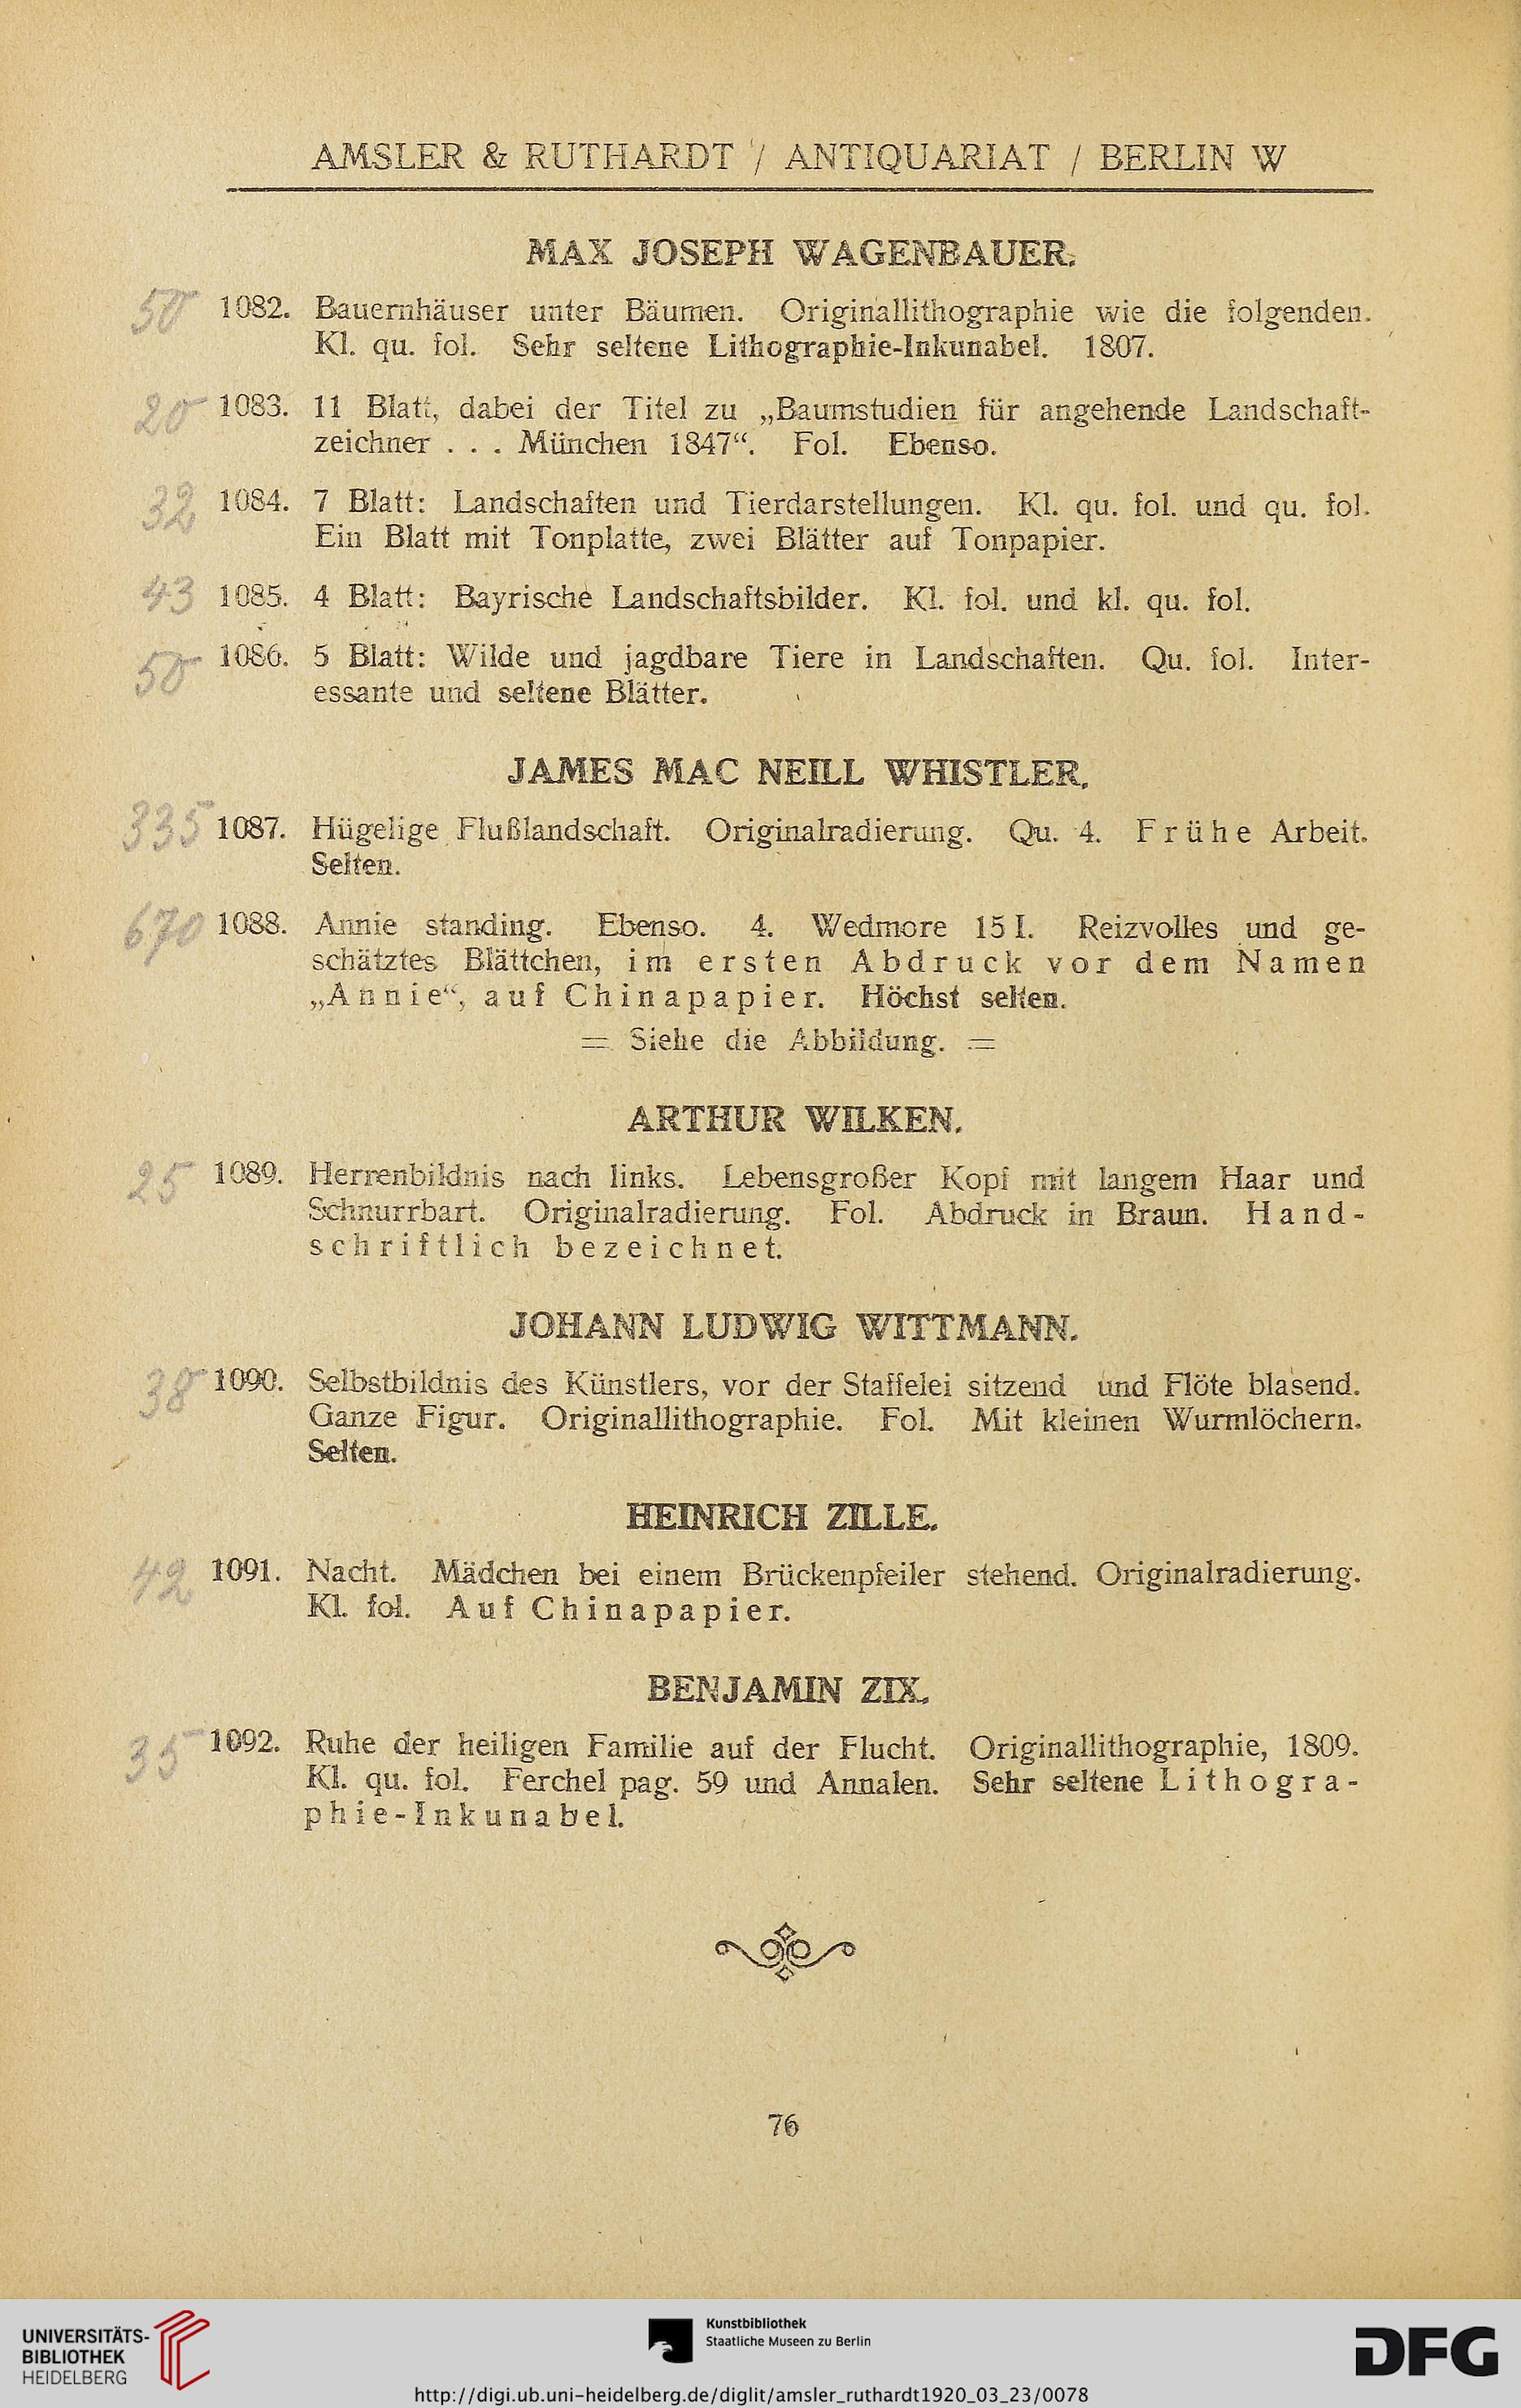 AMSLER & RUTHARDT / ANTIQUARIAT / BERLIN W
MAX JOSEPH WAGENBAUER.
50 1082. Bauernhäuser unter Bäumen. Originallithographie wie die folgenden.
Kl. qu. fol. Sehr seltene Lithographie-Inkunabel. 1807.
20 1083. 11 Blatt, dabei der Titel zu „Baumstudien für angehende Landschaft-
zeichner . . . München 1847“. Fol. Ebenso.
32 1084. 7 Blatt: Landschaften und Tierdarstellungen. Kl. qu. fol. und qu. fol.
Ein Blatt mit Tonplatte, zwei Blätter auf Tonpapier.
43 1085. 4 Blatt: Bayrische Landschaftsbilder. Kl. fol. und kl. qu. fol.
50 1086. 5 Blatt: Wilde und jagdbare Tiere in Landschaften. Qu. fol. Inter-
essante und seltene Blätter.
JAMES MAC NEILL WHISTLER.
335 1087. Hügelige Flußlandschaft. Originalradierung. Qu. 4. Frühe Arbeit.
Selten.
670 1088. Annie standing. Ebenso. 4. Wedmore 15 I. Reizvolles und ge-
schätztes Blättchen, im ersten Abdruck vor dem Namen
„Annie“, auf Chinapapier. Höchst selten.
= Siehe die Abbildung. =
ARTHUR WILKEN.
25 1089. Herrenbildnis nach links. Lebensgroßer Kopf mit langem Haar und
Schnurrbart. Originalradierung. Fol. Abdruck in Braun. Hand-
schriftlich bezeichnet.
JOHANN LUDWIG WITTMANN.
38 1090. Selbstbildnis des Künstlers, vor der Staffelei sitzend und Flöte blasend.
Ganze Figur. Originallithographie. Fol. Mit kleinen Wurmlöchern.
Selten.
HEINRICH ZILLE.
42 1091. Nacht. Mädchen bei einem Brückenpfeiler stehend. Originalradierung.
Kl. fol. Auf Chinapapier.
BENJAMIN ZIX.
35 1092. Ruhe der heiligen Familie auf der Flucht. Originallithographie, 1809.
Kl. qu. fol. Ferchel pag. 59 und Annalen. Sehr seltene Lithogra-
phie-Inkunabel.
76
UNIVERSITÄTS-
BIBLIOTHEK
HEIDELBERG
Kunstbibliothek
Staatliche Museen zu Berlin
DFG
http://digi.ub.uni-heidelberg.de/diglit/amsler_ruthardt1920_03_23/0078